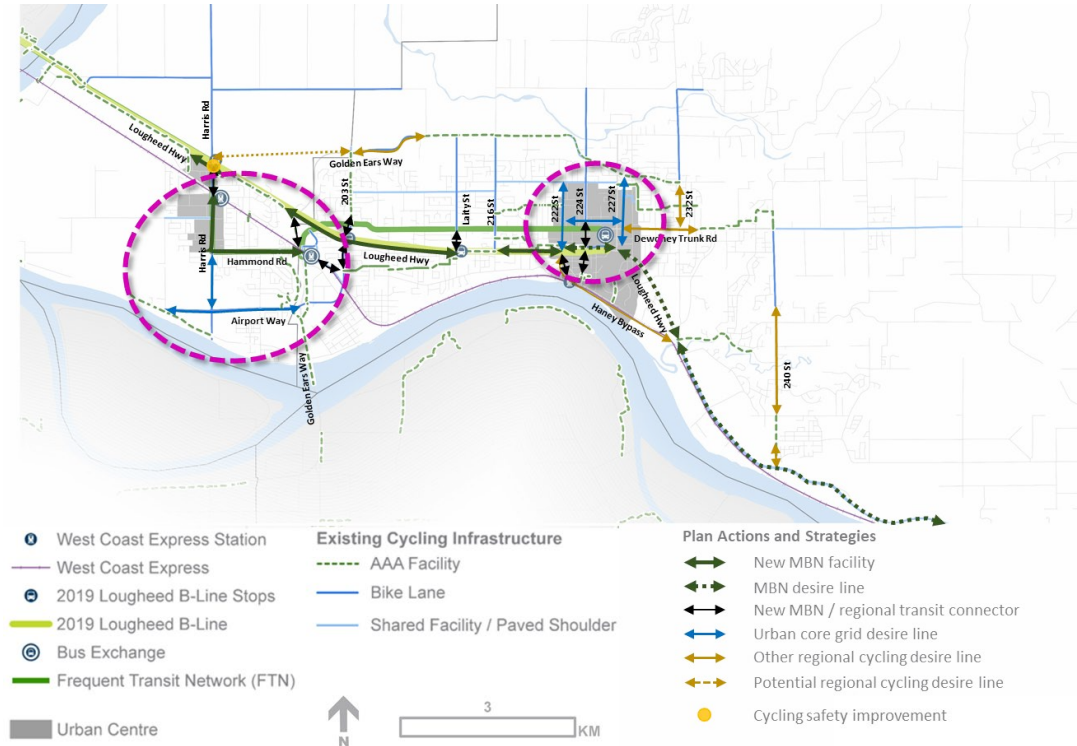 Harris Rd
Lougheed Hwy
Golden Ears Way
203 St
Laity St
216 St
222 St
224 St
227 St
232 St
Dewdney Trunk Rd
Harris Rd
Hammond Rd
Lougheed Hwy
Lougheed Hwy
Airport Way
Haney Bypass
Golden Ears Way
240 St
West Coast Express Station
West Coast Express
2019 Lougheed B-Line Stops
2019 Lougheed B-Line
Bus Exchange
Frequent Transit Network (FTN)
Urban Centre
Existing Cycling Infrastructure
AAA Facility
Bike Lane
Shared Facility / Paved Shoulder
N
3
KM
Plan Actions and Strategies
New MBN facility
MBN desire line
New MBN / regional transit connector
Urban core grid desire line
Other regional cycling desire line
Potential regional cycling desire line
Cycling safety improvement